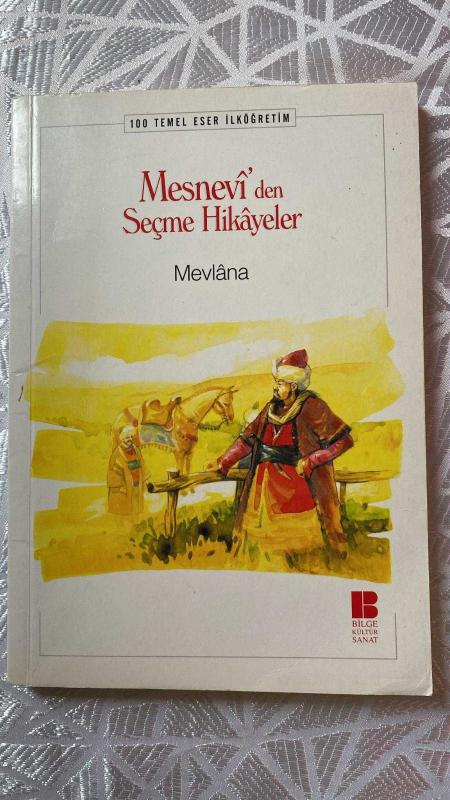 100 TEMEL ESER İLKÖĞRETİM
Mesnevî'den
Seçme Hikâyeler
Mevlâna
BİLGE
KÜLTÜR
SANAT